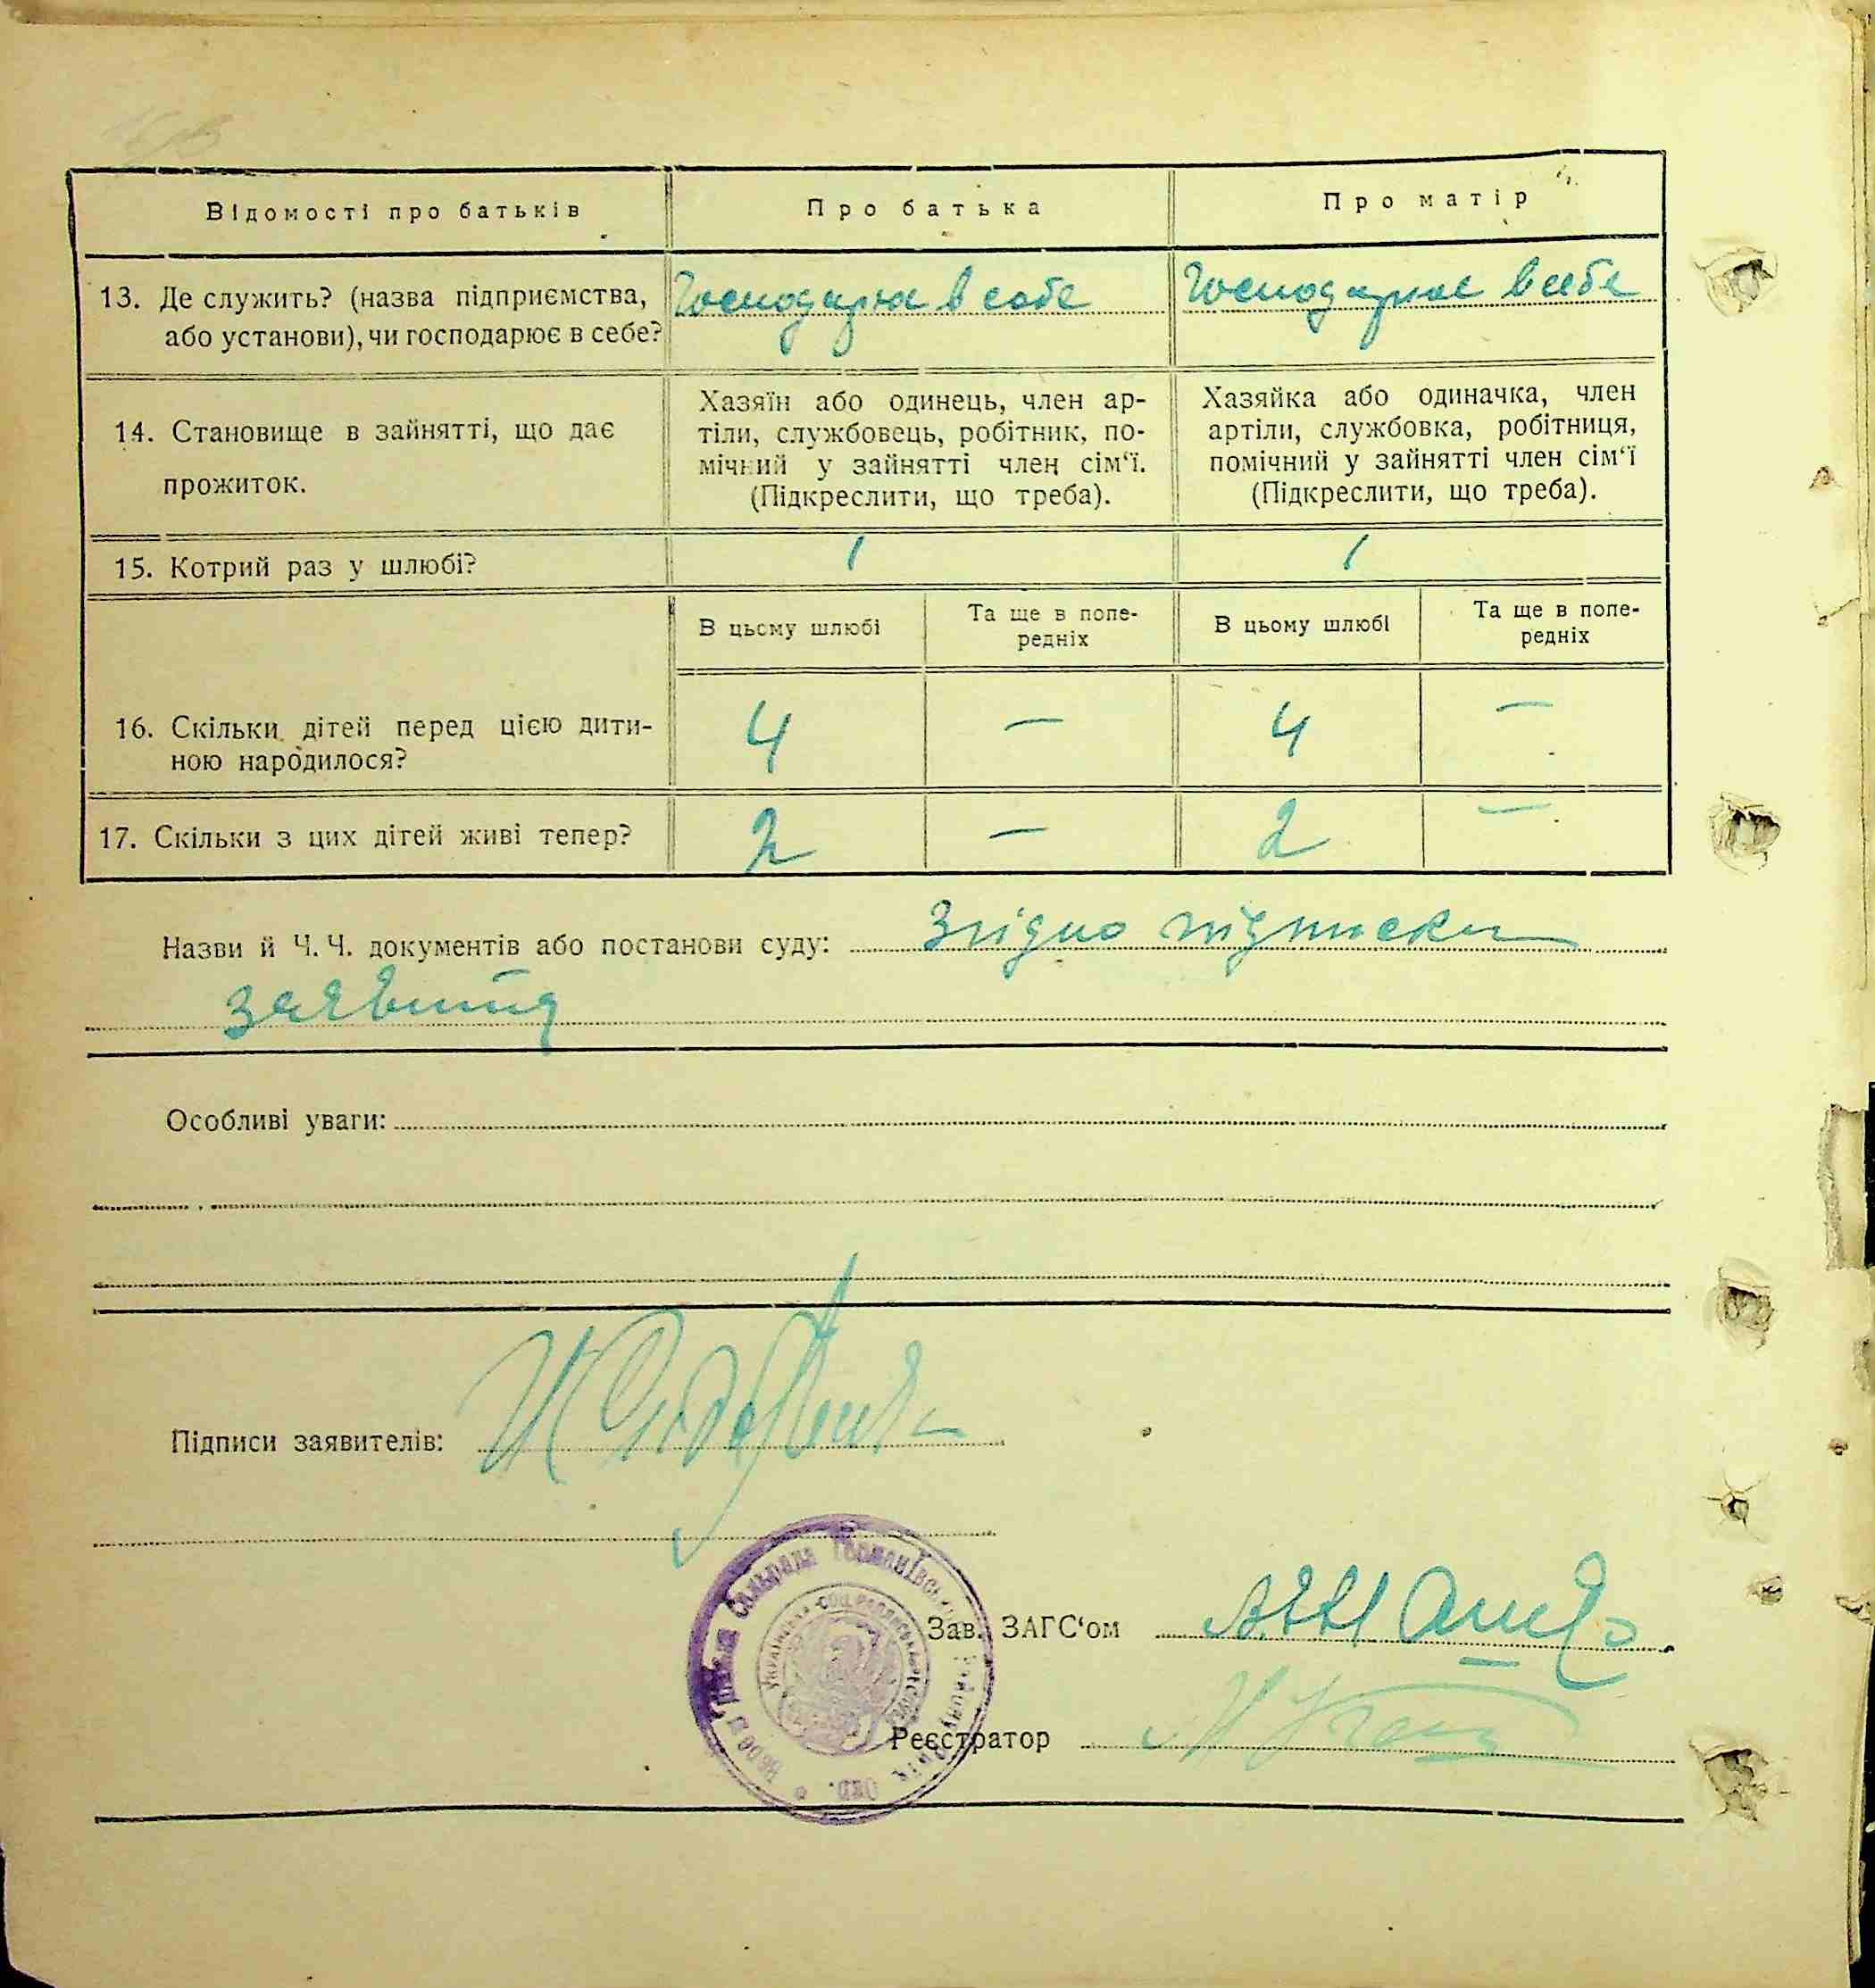 Відомості про батьків
Про батька
Про матір
13. Де служить? (назва підприємства,
або установи), чи господарює в себе?
Господарює в себе
Господарює в себе
14. Становище в зайнятті, що дає
прожиток.
Хазяїн або одинець, член ар-
тіли, службовець, робітник, по-
мічний у зайнятті член сім‘ї.
(Підкреслити, що треба).
Хазяйка або одиначка, член
артіли, службовка, робітниця,
помічний у зайнятті член сім‘ї
(Підкреслити, що треба).
15. Котрий раз у шлюбі?
1
1
В цьому шлюбі
Та ще в попе-
редніх
В цьому шлюбі
Та ще в попе-
редніх
16. Скільки дітей перед цією дити-
ною народилося?
4
—
4
—
17. Скільки з цих дітей живі тепер?
2
—
2
—
Назви й Ч. Ч. документів або постанови суду: Згідно підписки
заявиця
Особливі уваги:
Підписи заявителів:
Сільрада
Зав. ЗАГС‘ом
Реєстратор